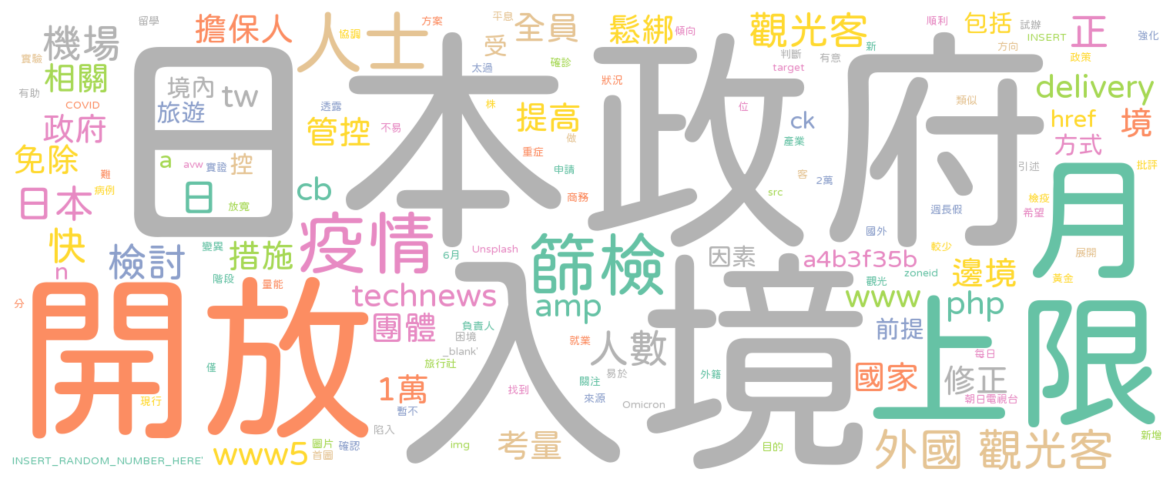 日本政府
入境
開放
上限
月
疫情
篩檢
機場
擔保人
人士
受
全員
鬆綁
觀光客
包括
正
留學
平息
方案
協調
傾向
順利
試辦
INSERT
強化
實驗
相關
境內
tw
旅遊
太過
確診
狀況
判斷
target
有意
新
方向
政策
delivery
有助
COVID
政府
透露
株
提高
位
ck
類似
href
境
管控
不易
做
產業
方式
免除
a
avw
實證
控
重症
申請
客
引述
批評
難
病例
日本
日
放寬
cb
商務
src
2萬
檢疫
週長假
希望
快
n
檢討
變異
措施
階段
量能
6月
Unsplash
因素
國外
a4b3f35b
zoneid
較少
邊境
展開
黃金
觀光
technews
amp
www
php
分
團體
負責人
困境
_blank'
旅行社
就業
人數
前提
每日
僅
1萬
暫不
找到
易於
關注
來源
外籍
國家
修正
朝日電視台
現行
陷入
Omicron
INSERT_RANDOM_NUMBER_HERE'
www5
圖片
首圖
確認
img
考量
目的
外國 觀光客
新增